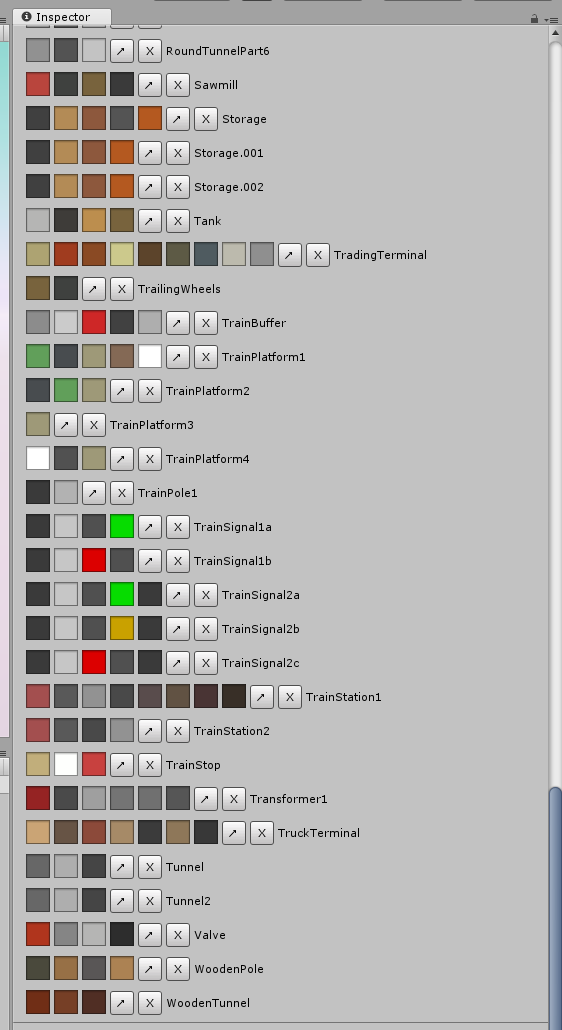 Inspector
X RoundTunnelPart6
X Sawmill
X Storage
X Storage.001
X Storage.002
X Tank
X TradingTerminal
X TrailingWheels
X TrainBuffer
X TrainPlatform1
X TrainPlatform2
X TrainPlatform3
X TrainPlatform4
X TrainPole1
X TrainSignal1a
X TrainSignal1b
X TrainSignal2a
X TrainSignal2b
X TrainSignal2c
X TrainStation1
X TrainStation2
X TrainStop
X Transformer1
X TruckTerminal
X Tunnel
X Tunnel2
X Valve
X WoodenPole
X WoodenTunnel